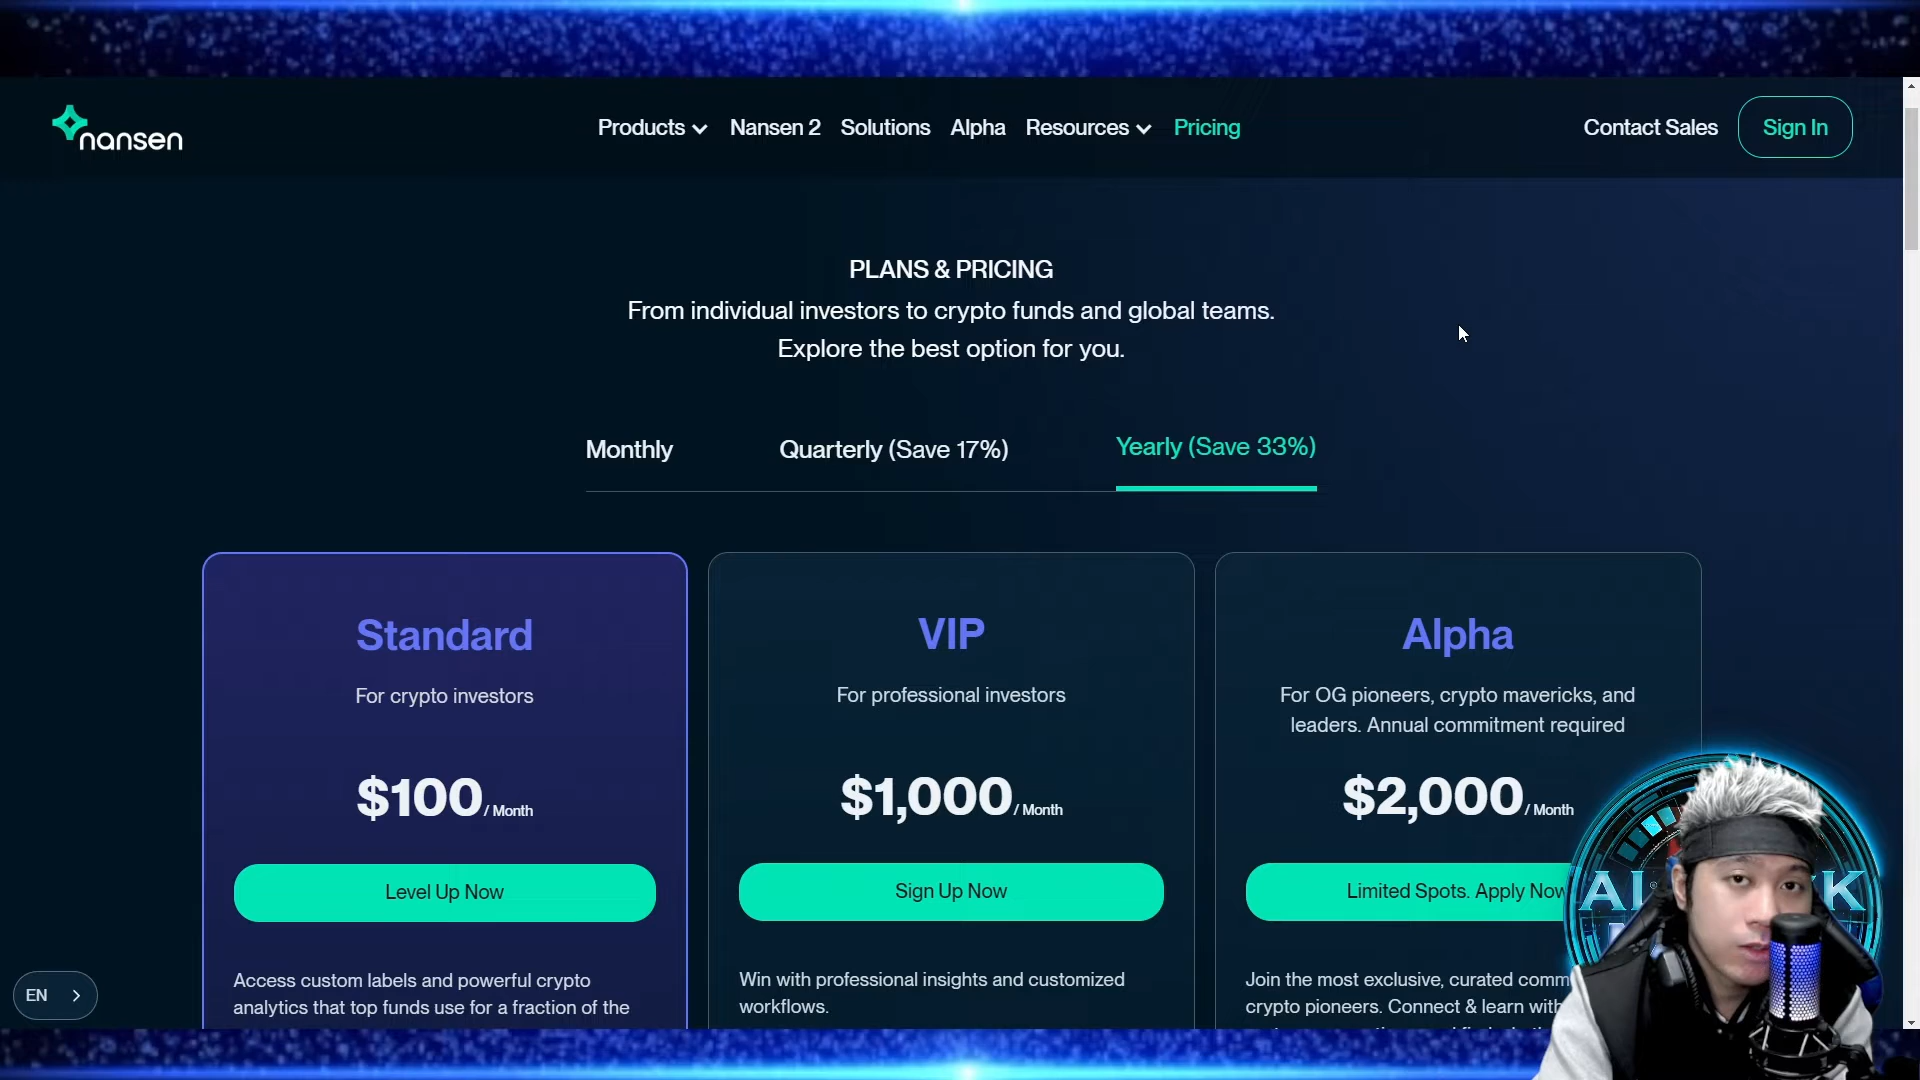 nansen
Products
Nansen 2
Solutions
Alpha
Resources
Pricing
Contact Sales
Sign In
PLANS & PRICING
From individual investors to crypto funds and global teams.
Explore the best option for you.
Monthly
Quarterly (Save 17%)
Yearly (Save 33%)
Standard
For crypto investors
$100/ Month
Level Up Now
Access custom labels and powerful crypto
analytics that top funds use for a fraction of the
VIP
For professional investors
$1,000/ Month
Sign Up Now
Win with professional insights and customized
workflows.
Alpha
For OG pioneers, crypto mavericks, and
leaders. Annual commitment required
$2,000/ Month
Limited Spots. Apply Now
Join the most exclusive, curated comm
crypto pioneers. Connect & learn with
EN